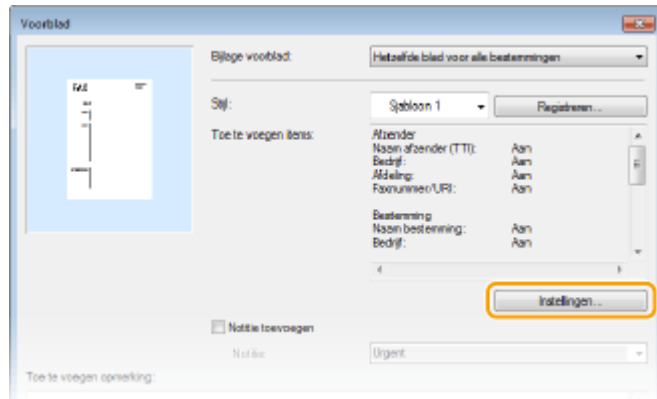 Voorblad
Bijlage voorblad: Hetzelfde blad voor alle bestemmingen
FAX
Stijl: Sjabloon 1 Registreren...
Toe te voegen items: Afzender
Naam afzender (TTI): Aan
Bedrijf: Aan
Afdeling: Aan
Faxnummer/URI: Aan
Bestemming
Naam bestemming: Aan
Bedrijf: Aan
Instellingen...
Notitie toevoegen
Notitie: Urgent
Toe te voegen opmerking: